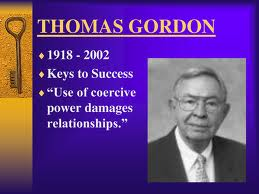 THOMAS GORDON
1918 - 2002
Keys to Success
“Use of coercive
power damages
relationships.”